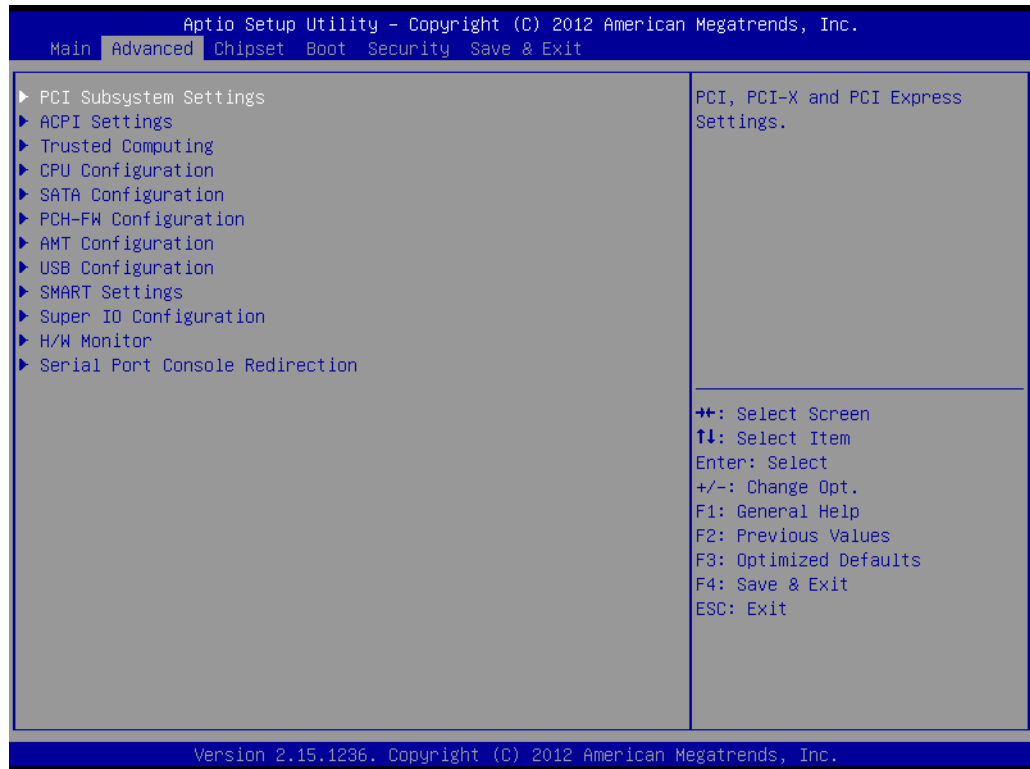 Aptio Setup Utility – Copyright (C) 2012 American Megatrends, Inc.
Main Advanced Chipset Boot Security Save & Exit
▶ PCI Subsystem Settings
▶ ACPI Settings
▶ Trusted Computing
▶ CPU Configuration
▶ SATA Configuration
▶ PCH-FW Configuration
▶ AMT Configuration
▶ USB Configuration
▶ SMART Settings
▶ Super IO Configuration
▶ H/W Monitor
▶ Serial Port Console Redirection
PCI, PCI-X and PCI Express
Settings.
→←: Select Screen
↑↓: Select Item
Enter: Select
+/-: Change Opt.
F1: General Help
F2: Previous Values
F3: Optimized Defaults
F4: Save & Exit
ESC: Exit
Version 2.15.1236. Copyright (C) 2012 American Megatrends, Inc.